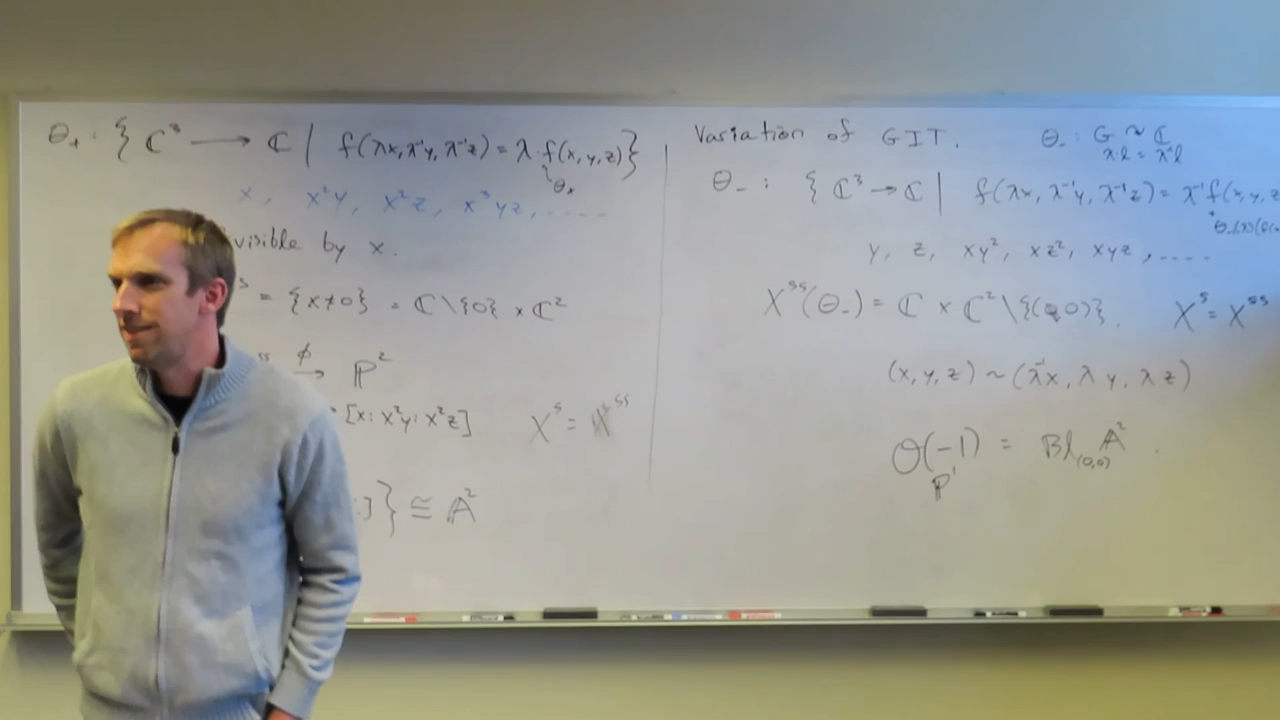 θ₊ : { ℂ³ ⟶ ℂ | f(λx, λ⁻¹y, λ⁻¹z) = λ·f(x,y,z)}
θ₊
x, x²y, x²z, x³yz, ....
visible by x.
ˢ = {x≠0} = ℂ\{0} × ℂ²
ˢˢ ⟶^ϕ ℙ²
[x: x²y: x²z]
Xˢ = Xˢˢ
:]} ≅ 𝔸²
Variation of GIT.
θ₋ : G ↷ ℂ
λ·l = λ⁻¹l
θ₋ : { ℂ³ → ℂ | f(λx, λ⁻¹y, λ⁻¹z) = λ⁻¹f(x,y,z
y, z, xy², xz², xyz, ....
Xˢˢ(θ₋) = ℂ × ℂ²\{(0,0)}. Xˢ = Xˢˢ
(x,y,z) ~ (λ⁻¹x, λy, λz)
𝒪(-1) = Bl₍₀,₀₎ 𝔸².
ℙ¹